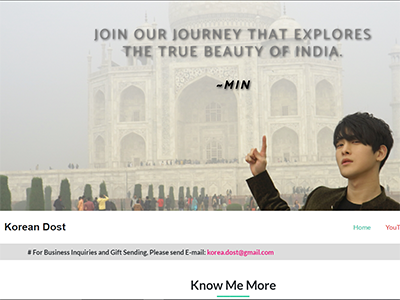 JOIN OUR JOURNEY THAT EXPLORES
THE TRUE BEAUTY OF INDIA.
~MIN
Korean Dost
Home
YouT
# For Business Inquiries and Gift Sending, Please send E-mail: korea.dost@gmail.com
Know Me More